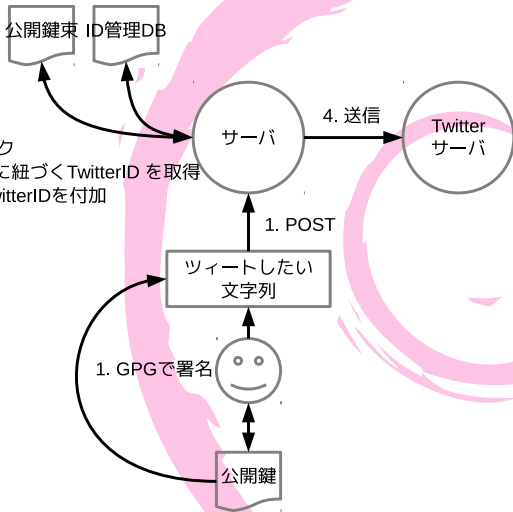 公開鍵束 ID管理DB
4. 送信
サーバ
Twitter
サーバ
ク
に紐づくTwitterID を取得
itterIDを付加
1. POST
ツィートしたい
文字列
1. GPGで署名
公開鍵